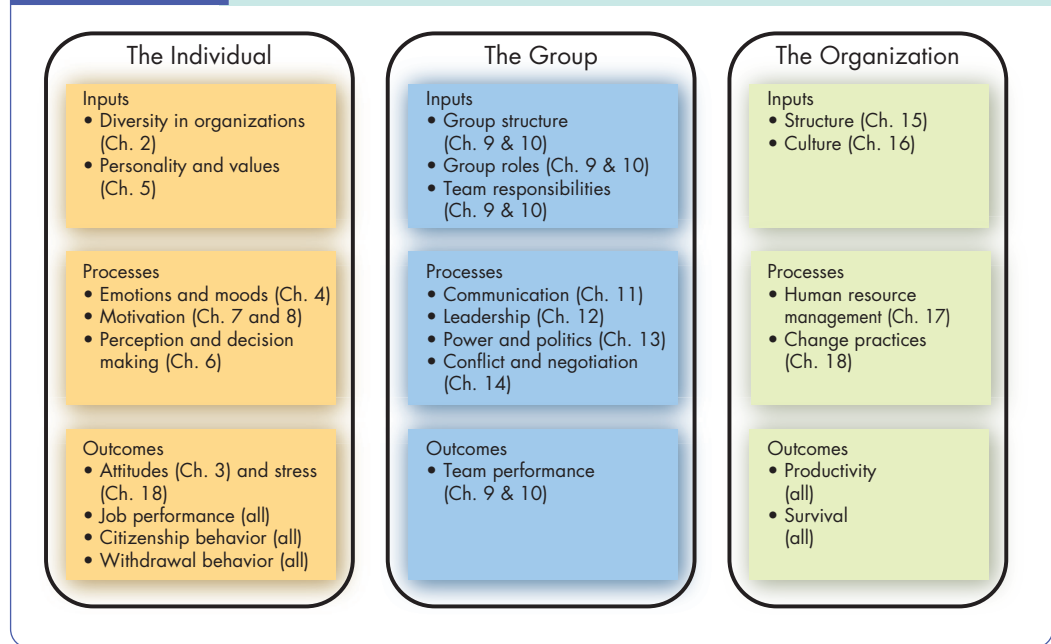 The Individual
Inputs
• Diversity in organizations
(Ch. 2)
• Personality and values
(Ch. 5)
Processes
• Emotions and moods (Ch. 4)
• Motivation (Ch. 7 and 8)
• Perception and decision
making (Ch. 6)
Outcomes
• Attitudes (Ch. 3) and stress
(Ch. 18)
• Job performance (all)
• Citizenship behavior (all)
• Withdrawal behavior (all)
The Group
Inputs
• Group structure
(Ch. 9 & 10)
• Group roles (Ch. 9 & 10)
• Team responsibilities
(Ch. 9 & 10)
Processes
• Communication (Ch. 11)
• Leadership (Ch. 12)
• Power and politics (Ch. 13)
• Conflict and negotiation
(Ch. 14)
Outcomes
• Team performance
(Ch. 9 & 10)
The Organization
Inputs
• Structure (Ch. 15)
• Culture (Ch. 16)
Processes
• Human resource
management (Ch. 17)
• Change practices
(Ch. 18)
Outcomes
• Productivity
(all)
• Survival
(all)